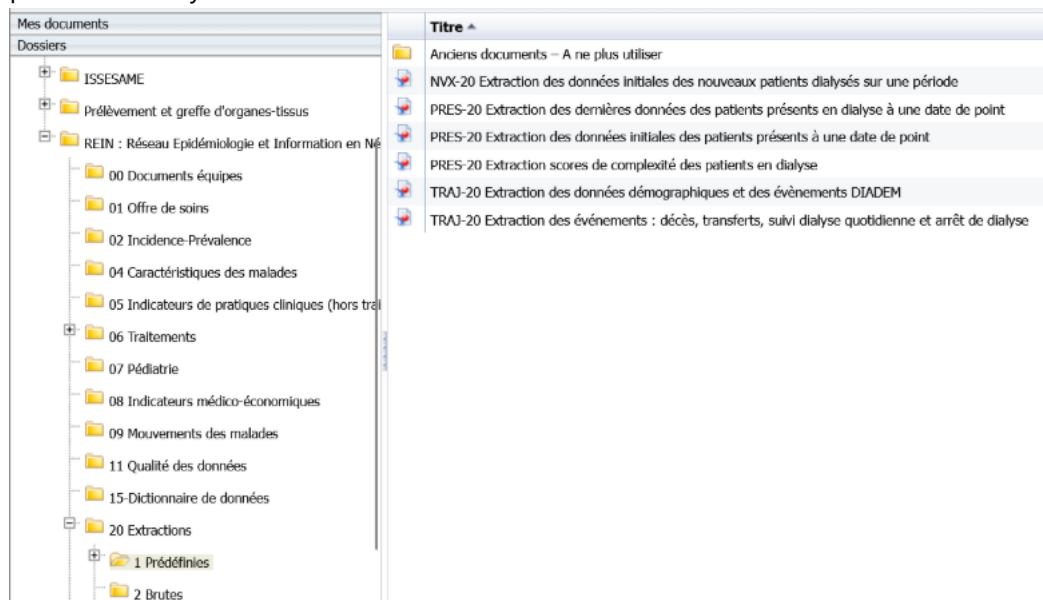 Mes documents
Dossiers
ISSESAME
Prélèvement et greffe d'organes-tissus
REIN : Réseau Epidémiologie et Information en Né
00 Documents équipes
01 Offre de soins
02 Incidence-Prévalence
04 Caractéristiques des malades
05 Indicateurs de pratiques cliniques (hors trai
06 Traitements
07 Pédiatrie
08 Indicateurs médico-économiques
09 Mouvements des malades
11 Qualité des données
15-Dictionnaire de données
20 Extractions
1 Prédéfinies
2 Brutes
Titre
Anciens documents – A ne plus utiliser
NVX-20 Extraction des données initiales des nouveaux patients dialysés sur une période
PRES-20 Extraction des dernières données des patients présents en dialyse à une date de point
PRES-20 Extraction des données initiales des patients présents à une date de point
PRES-20 Extraction scores de complexité des patients en dialyse
TRAJ-20 Extraction des données démographiques et des évènements DIADEM
TRAJ-20 Extraction des événements : décès, transferts, suivi dialyse quotidienne et arrêt de dialyse